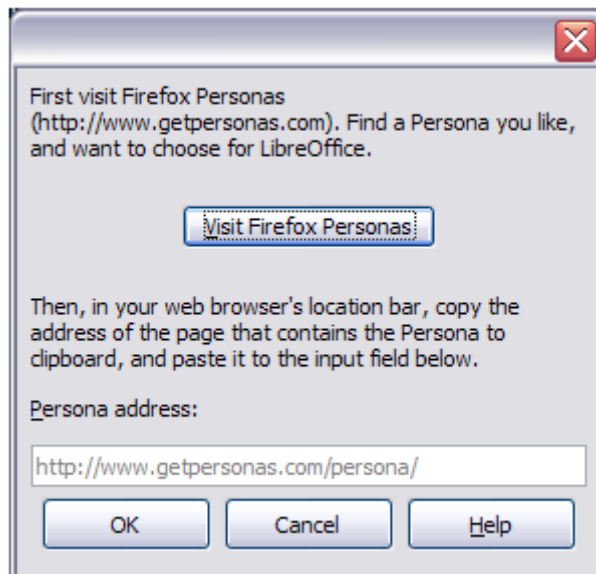 First visit Firefox Personas
(http://www.getpersonas.com). Find a Persona you like,
and want to choose for LibreOffice.
Visit Firefox Personas
Then, in your web browser's location bar, copy the
address of the page that contains the Persona to
clipboard, and paste it to the input field below.
Persona address:
http://www.getpersonas.com/persona/
OK Cancel Help